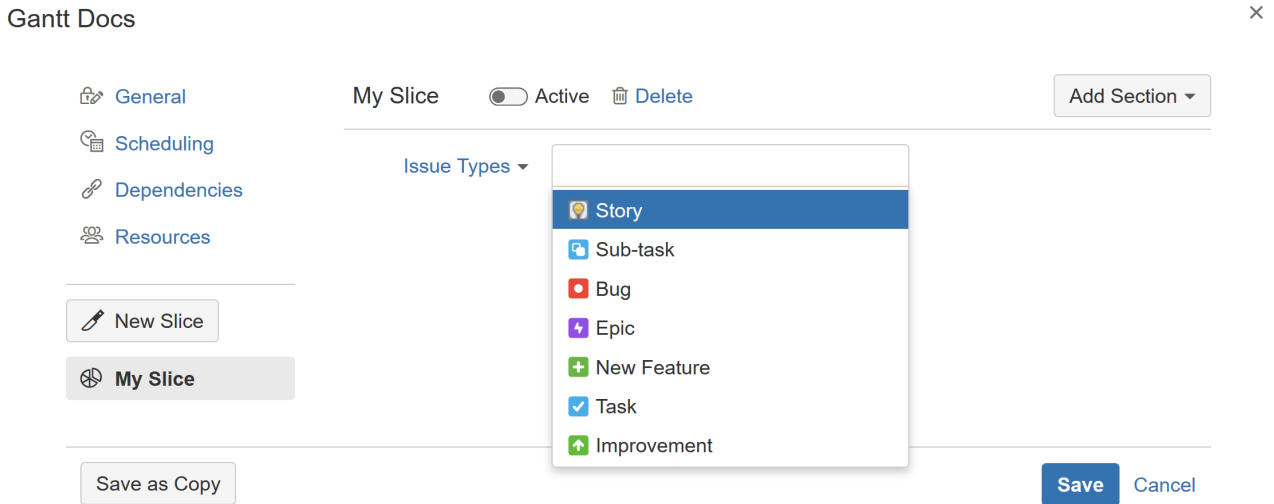 Gantt Docs
General
Scheduling
Dependencies
Resources
New Slice
My Slice
My Slice Active Delete Add Section
Issue Types
Story
Sub-task
Bug
Epic
New Feature
Task
Improvement
Save as Copy
Save Cancel